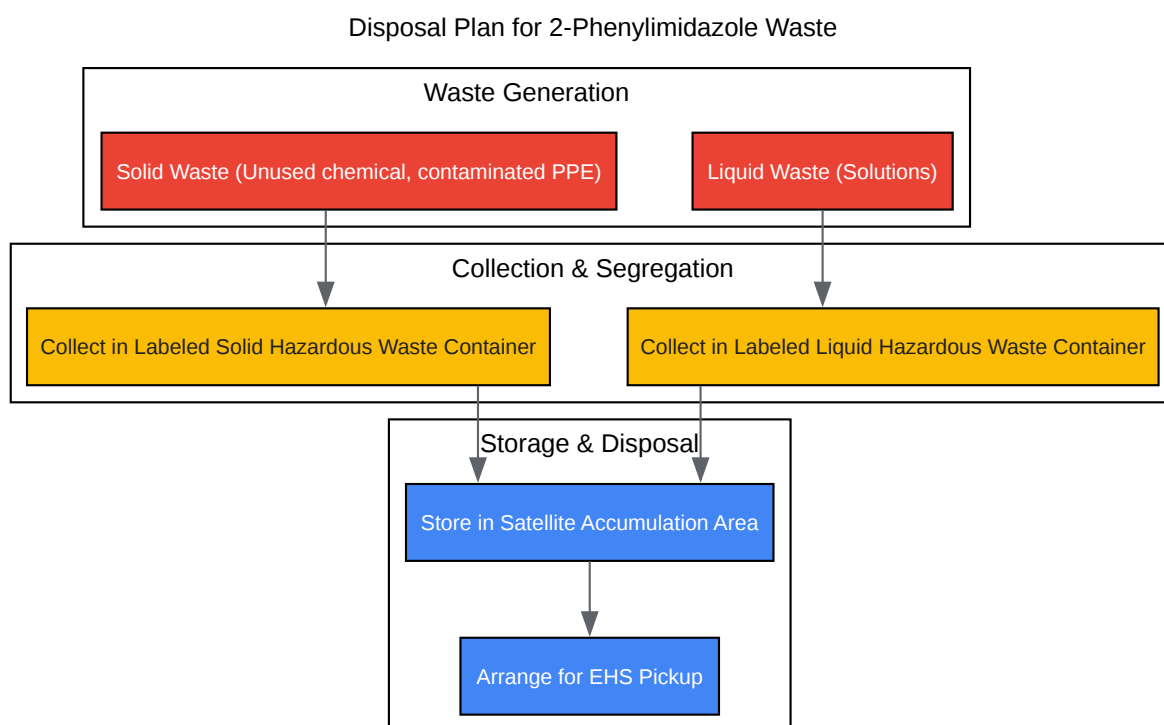 Disposal Plan for 2-Phenylimidazole Waste
Waste Generation
Solid Waste (Unused chemical, contaminated PPE)
Liquid Waste (Solutions)
Collection & Segregation
Collect in Labeled Solid Hazardous Waste Container
Collect in Labeled Liquid Hazardous Waste Container
Storage & Disposal
Store in Satellite Accumulation Area
Arrange for EHS Pickup